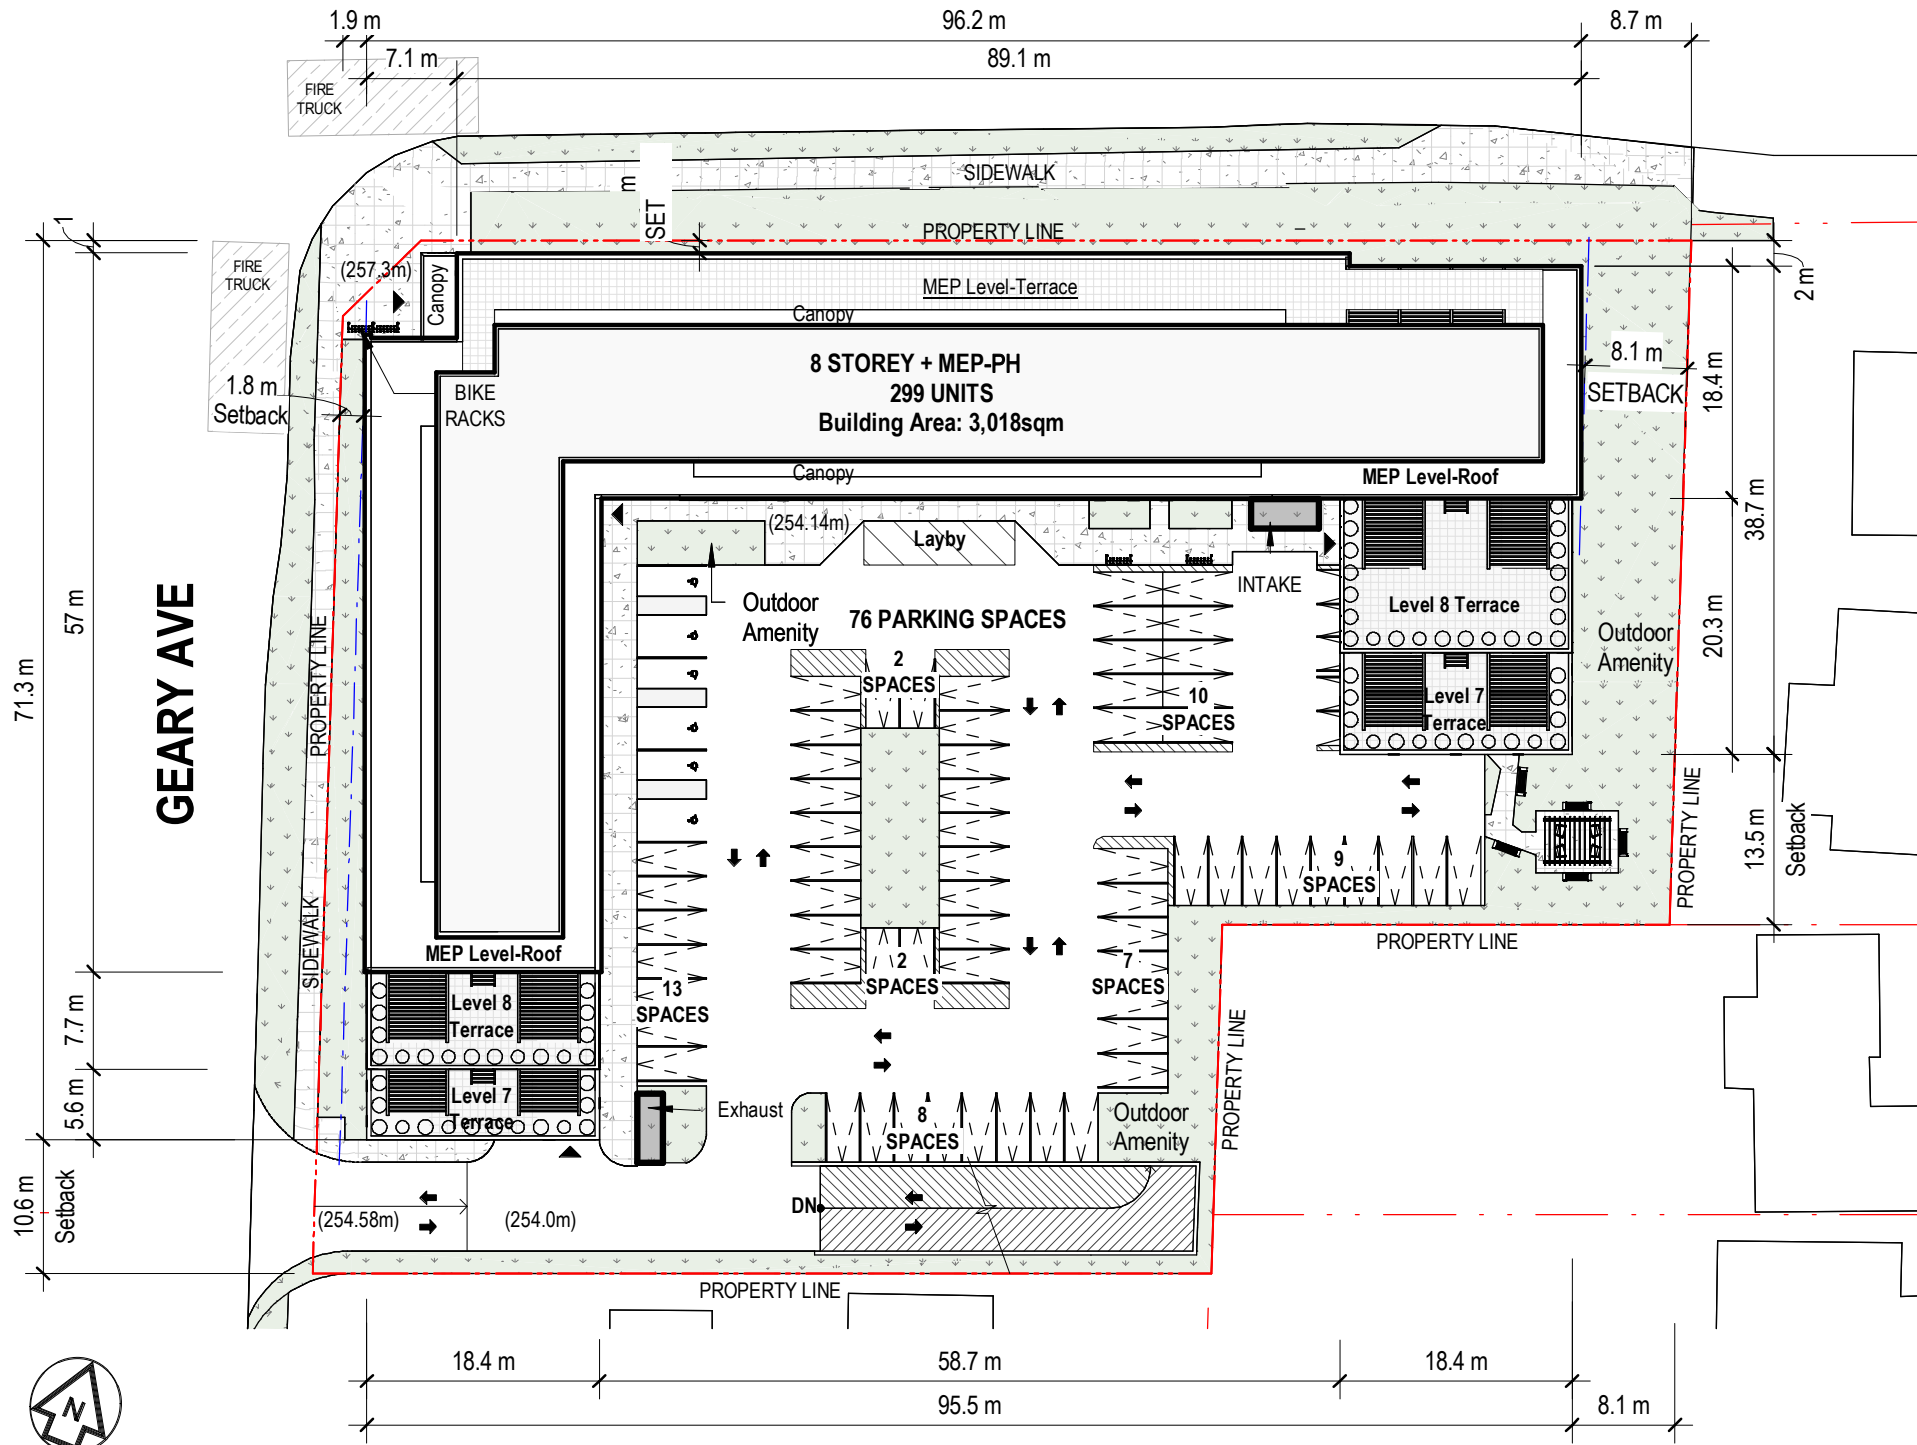 1.9 m
96.2 m
8.7 m
7.1 m
89.1 m
FIRE
TRUCK
SIDEWALK
m
SET
PROPERTY LINE
1
FIRE
TRUCK
(257.3m)
Canopy
MEP Level-Terrace
2 m
Canopy
8 STOREY + MEP-PH
299 UNITS
Building Area: 3,018sqm
8.1 m
SETBACK
18.4 m
1.8 m
Setback
BIKE
RACKS
Canopy
MEP Level-Roof
(254.14m)
Layby
38.7 m
INTAKE
GEARY AVE
57 m
71.3 m
PROPERTY LINE
Outdoor
Amenity
76 PARKING SPACES
Level 8 Terrace
Outdoor
Amenity
20.3 m
2
SPACES
10
SPACES
Level 7
Terrace
PROPERTY LINE
13.5 m
Setback
9
SPACES
SIDEWALK
PROPERTY LINE
MEP Level-Roof
2
SPACES
7
SPACES
13
SPACES
Level 8
Terrace
7.7 m
PROPERTY LINE
5.6 m
Level 7
Terrace
Exhaust
8
SPACES
Outdoor
Amenity
10.6 m
Setback
(254.58m)
(254.0m)
DN
PROPERTY LINE
18.4 m
58.7 m
18.4 m
95.5 m
8.1 m
N